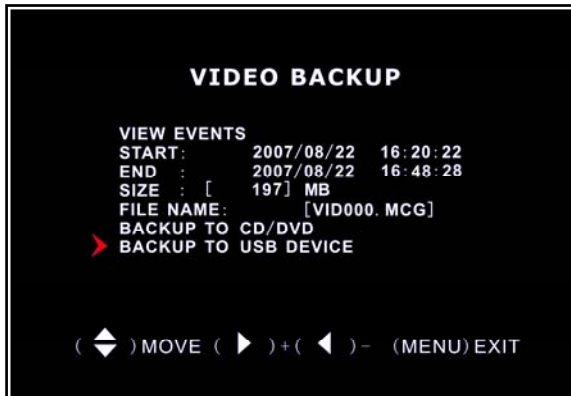 VIDEO BACKUP
VIEW EVENTS
START: 2007/08/22 16:20:22
END : 2007/08/22 16:48:28
SIZE : [ 197] MB
FILE NAME: [VID000. MCG]
BACKUP TO CD/DVD
BACKUP TO USB DEVICE
( ) MOVE ( ) + ( ) - (MENU) EXIT